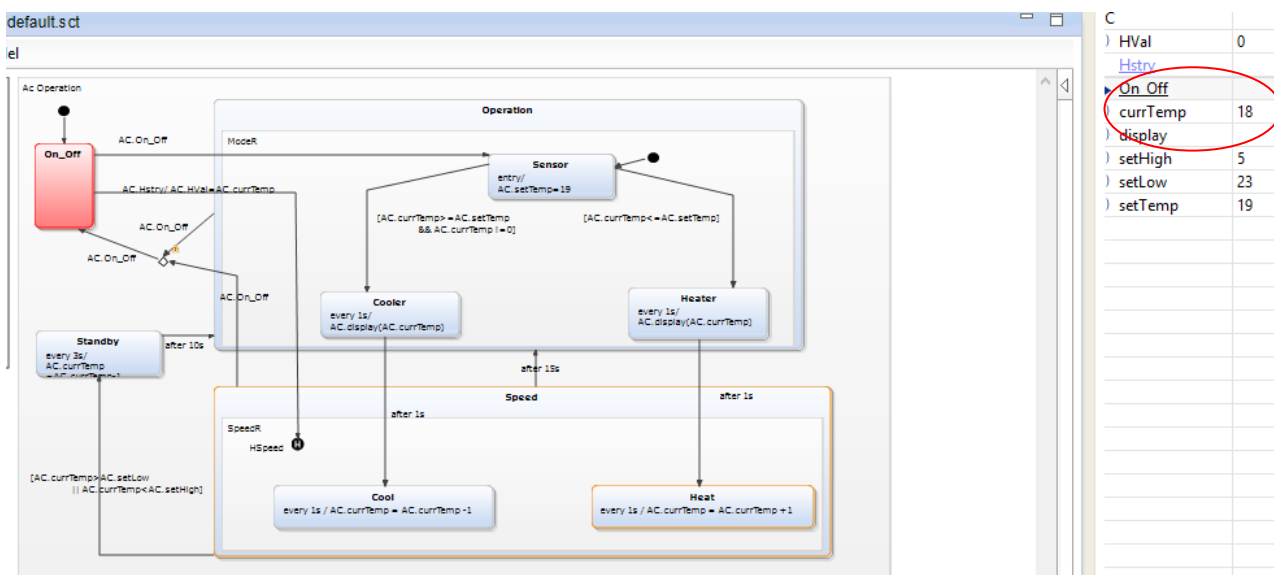 default.sct
el
Ac Operation
On_Off
AC.On_Off
AC.Hstry/ AC.HVal=AC.currTemp
AC.On_Off
AC.On_Off
AC.On_Off
Operation
ModeR
Sensor
entry/
AC.setTemp=19
[AC.currTemp>=AC.setTemp
&& AC.currTemp !=0]
[AC.currTemp<=AC.setTemp]
Cooler
every 1s/
AC.display(AC.currTemp)
Heater
every 1s/
AC.display(AC.currTemp)
Standby
every 3s/
AC.currTemp
= AC.currTemp-1
after 10s
after 15s
Speed
after 1s
after 1s
SpeedR
HSpeed
H
[AC.currTemp>AC.setLow
|| AC.currTemp<AC.setHigh]
Cool
every 1s / AC.currTemp = AC.currTemp -1
Heat
every 1s / AC.currTemp = AC.currTemp +1
C
HVal 0
Hstry
On_Off
currTemp 18
display
setHigh 5
setLow 23
setTemp 19